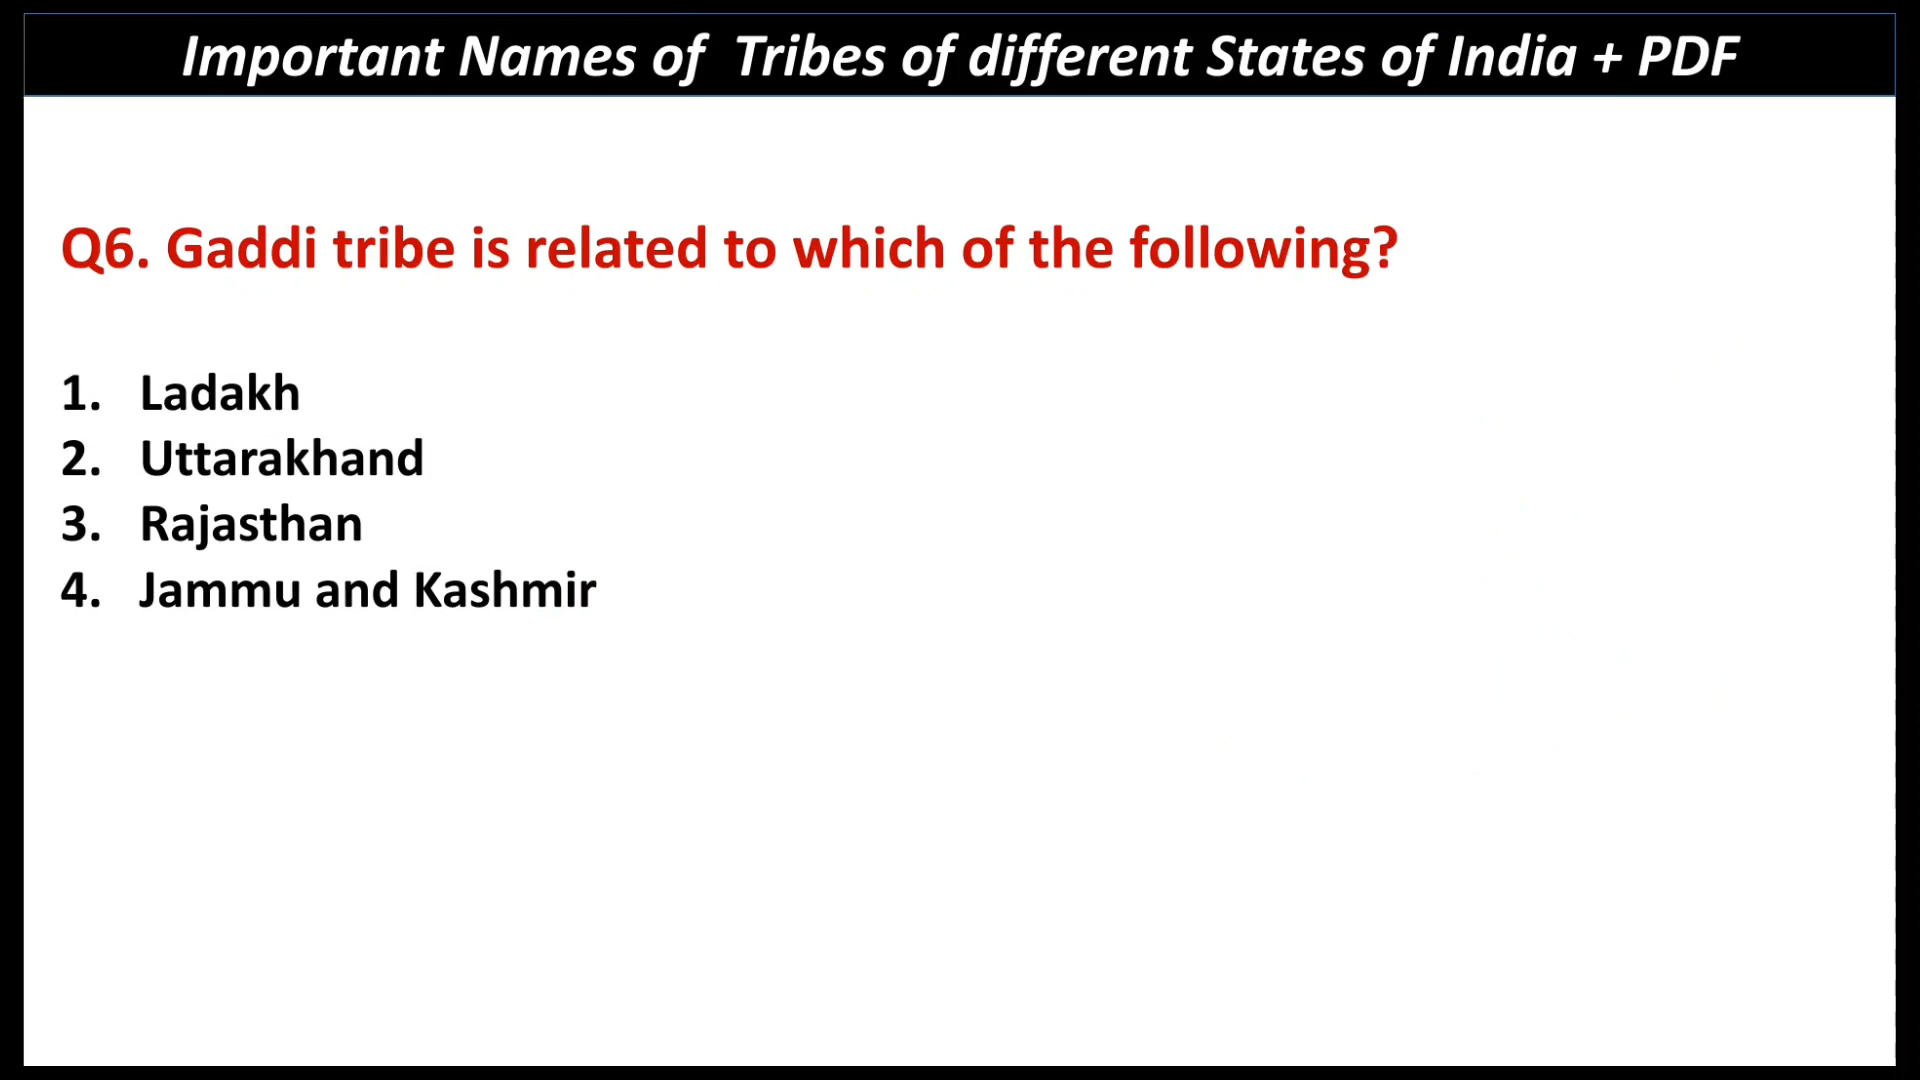 Important Names of Tribes of different States of India + PDF
Q6. Gaddi tribe is related to which of the following?
1. Ladakh
2. Uttarakhand
3. Rajasthan
4. Jammu and Kashmir